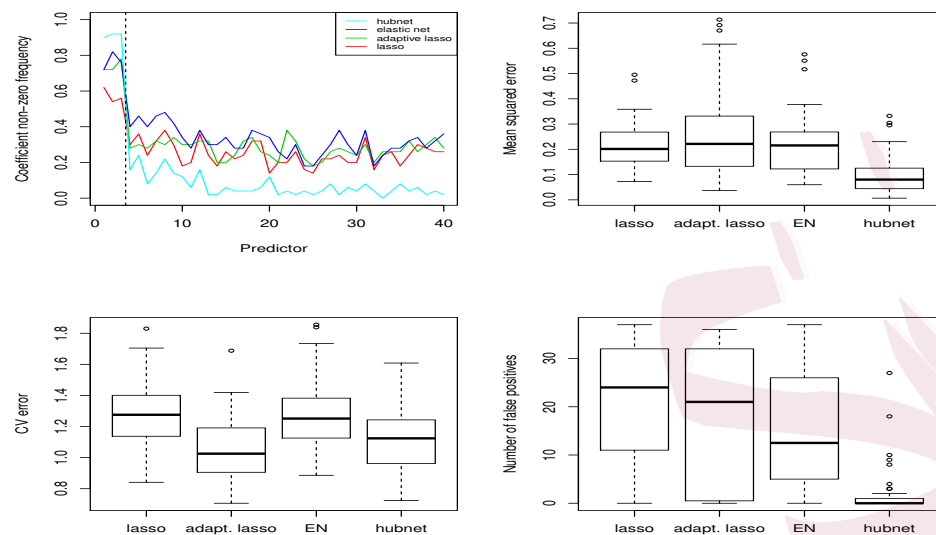 Coefficient non−zero frequency
0.0 0.2 0.4 0.6 0.8 1.0
hubnet
elastic net
adaptive lasso
lasso
0 10 20 30 40
Predictor
Mean squared error
0.0 0.1 0.2 0.3 0.4 0.5 0.6 0.7
lasso adapt. lasso EN hubnet
CV error
0.8 1.0 1.2 1.4 1.6 1.8
lasso adapt. lasso EN hubnet
Number of false positives
0 10 20 30
lasso adapt. lasso EN hubnet